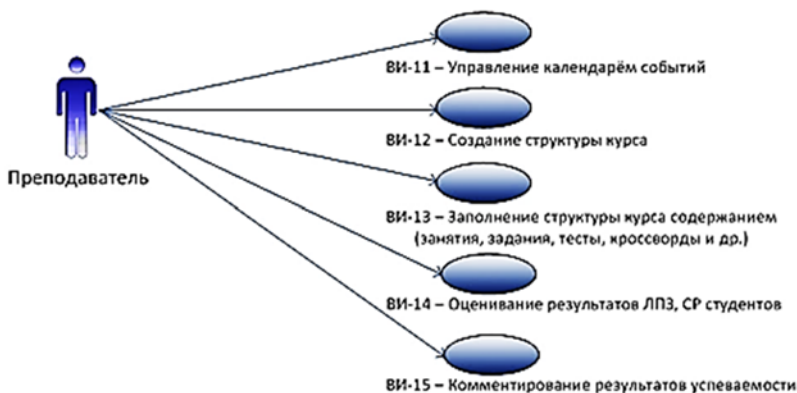 ВИ-11 – Управление календарём событий
ВИ-12 – Создание структуры курса
Преподаватель
ВИ-13 – Заполнение структуры курса содержанием
(занятия, задания, тесты, кроссворды и др.)
ВИ-14 – Оценивание результатов ЛПЗ, СР студентов
ВИ-15 – Комментирование результатов успеваемости